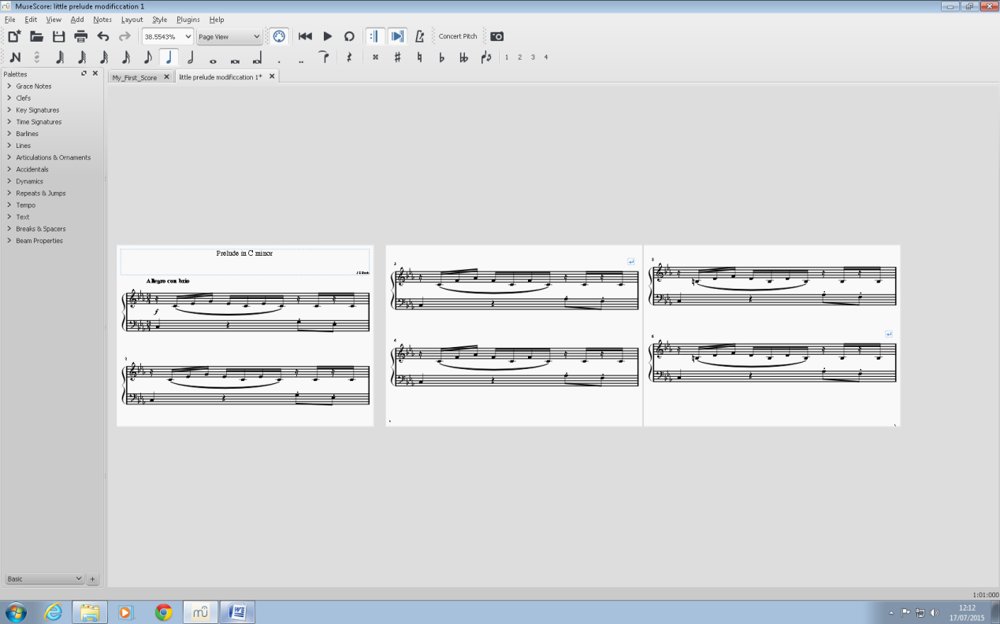 MuseScore: little prelude modificcation 1
File Edit View Add Notes Layout Style Plugins Help
38.5543% Page View Concert Pitch
1 2 3 4
Palettes
My_First_Score little prelude modificcation 1*
Grace Notes
Clefs
Key Signatures
Time Signatures
Barlines
Lines
Articulations & Ornaments
Accidentals
Dynamics
Repeats & Jumps
Tempo
Text
Breaks & Spacers
Beam Properties
Prelude in C minor
J S Bach
Allegro con brio
f
2
3
4
5
6
Basic
1:01:000
12:12
17/07/2015